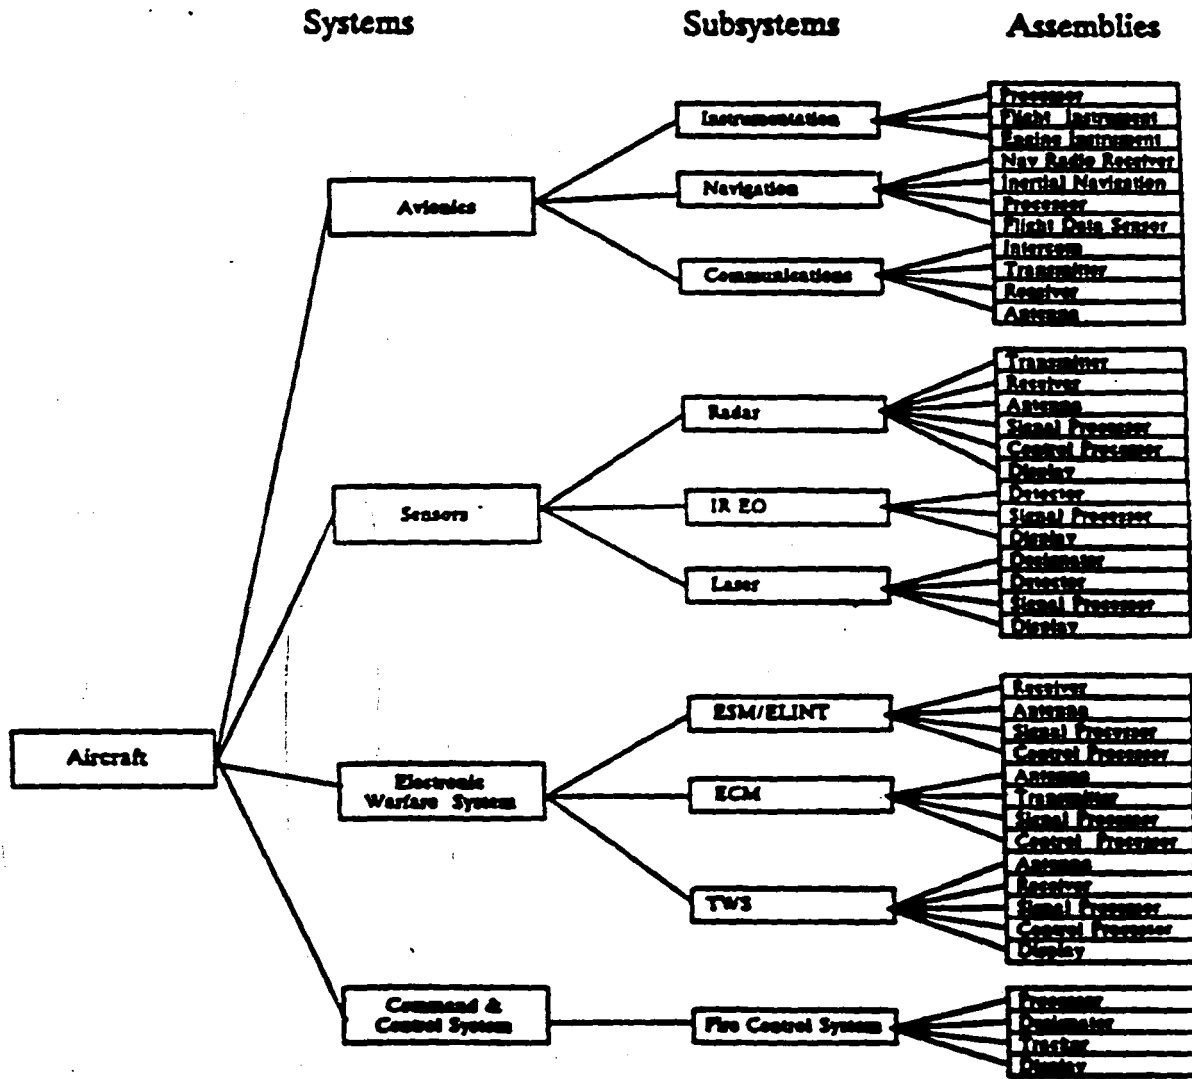 Systems
Subsystems
Assemblies
Aircraft
Avionics
Instrumentation
Processor
Flight Instrument
Engine Instrument
Navigation
Nav Radio Receiver
Inertial Navigation
Processor
Flight Data Sensor
Communications
Intercom
Transmitter
Receiver
Antenna
Sensors
Radar
Transmitter
Receiver
Antenna
Signal Processor
Control Processor
Display
IR EO
Detector
Signal Processor
Display
Laser
Designator
Detector
Signal Processor
Display
Electronic
Warfare System
ESM/ELINT
Receiver
Antenna
Signal Processor
Control Processor
ECM
Antenna
Transmitter
Signal Processor
Control Processor
TWS
Antenna
Receiver
Signal Processor
Control Processor
Display
Command &
Control System
Fire Control System
Processor
Designator
Tracker
Display